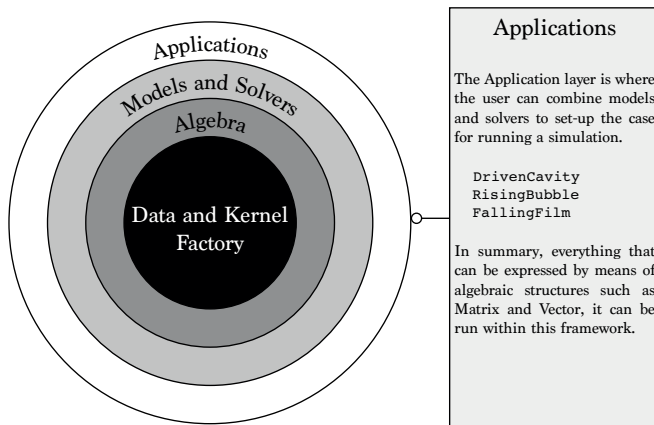 Applications
Models and Solvers
Algebra
Data and Kernel
Factory
Applications
The Application layer is where
the user can combine models
and solvers to set-up the case
for running a simulation.
DrivenCavity
RisingBubble
FallingFilm
In summary, everything that
can be expressed by means of
algebraic structures such as
Matrix and Vector, it can be
run within this framework.